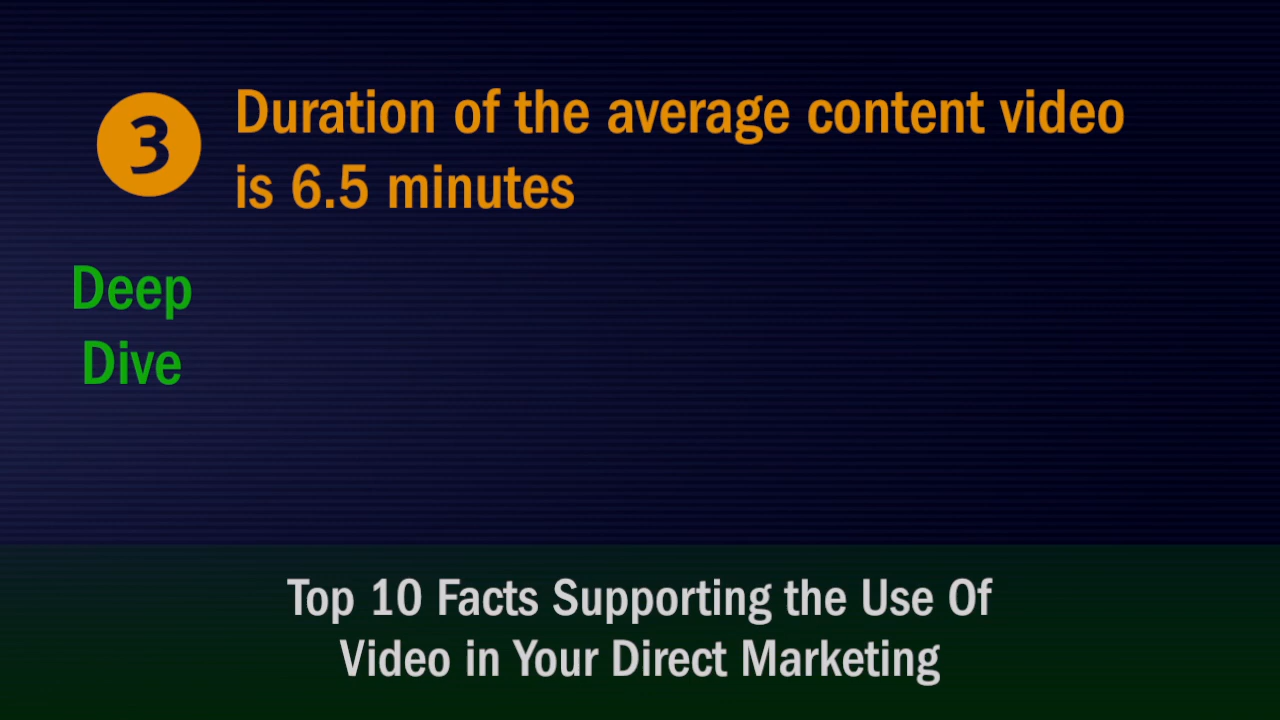 3
Duration of the average content video
is 6.5 minutes
Deep
Dive
Top 10 Facts Supporting the Use Of
Video in Your Direct Marketing